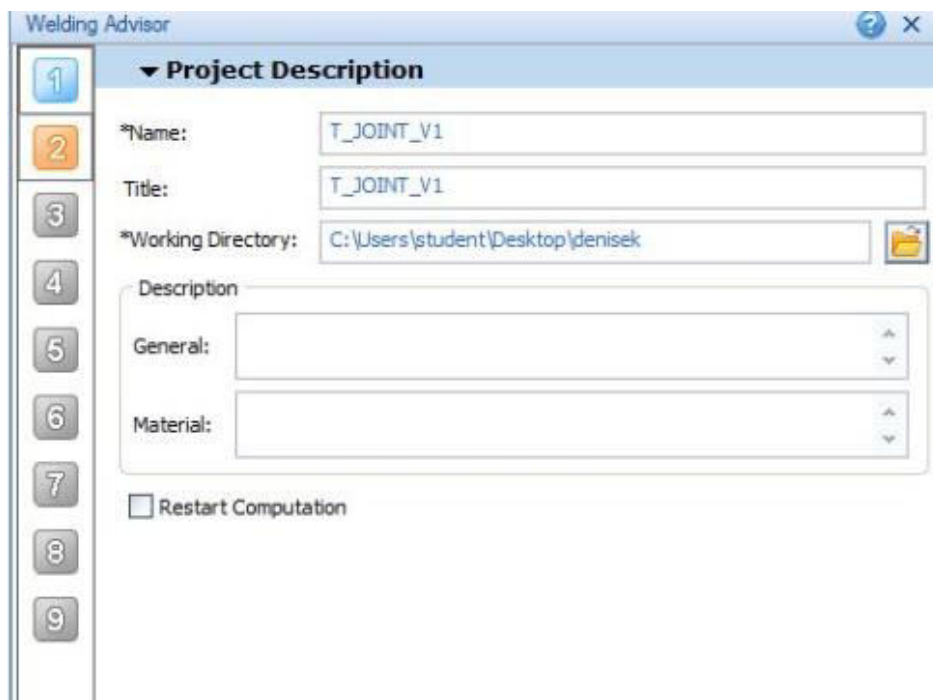 Welding Advisor
1
Project Description
2
*Name: T_JOINT_V1
Title: T_JOINT_V1
3
*Working Directory: C:\Users\student\Desktop\denisek
4
Description
General:
5
Material:
6
7
Restart Computation
8
9